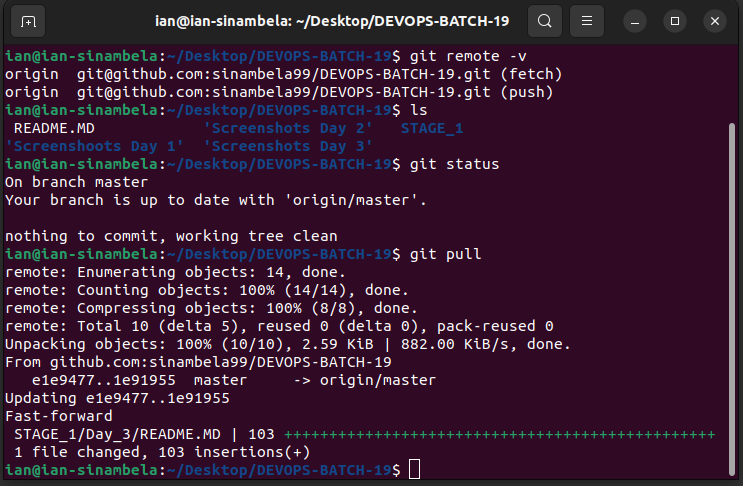 ian@ian-sinambela: ~/Desktop/DEVOPS-BATCH-19
ian@ian-sinambela:~/Desktop/DEVOPS-BATCH-19$ git remote -v
origin  git@github.com:sinambela99/DEVOPS-BATCH-19.git (fetch)
origin  git@github.com:sinambela99/DEVOPS-BATCH-19.git (push)
ian@ian-sinambela:~/Desktop/DEVOPS-BATCH-19$ ls
 README.MD            'Screenshots Day 2'   STAGE_1
'Screenshoots Day 1'  'Screenshots Day 3'
ian@ian-sinambela:~/Desktop/DEVOPS-BATCH-19$ git status
On branch master
Your branch is up to date with 'origin/master'.
nothing to commit, working tree clean
ian@ian-sinambela:~/Desktop/DEVOPS-BATCH-19$ git pull
remote: Enumerating objects: 14, done.
remote: Counting objects: 100% (14/14), done.
remote: Compressing objects: 100% (8/8), done.
remote: Total 10 (delta 5), reused 0 (delta 0), pack-reused 0
Unpacking objects: 100% (10/10), 2.59 KiB | 882.00 KiB/s, done.
From github.com:sinambela99/DEVOPS-BATCH-19
   e1e9477..1e91955  master     -> origin/master
Updating e1e9477..1e91955
Fast-forward
 STAGE_1/Day_3/README.MD | 103 ++++++++++++++++++++++++++++++++++++++++++++++++
 1 file changed, 103 insertions(+)
ian@ian-sinambela:~/Desktop/DEVOPS-BATCH-19$